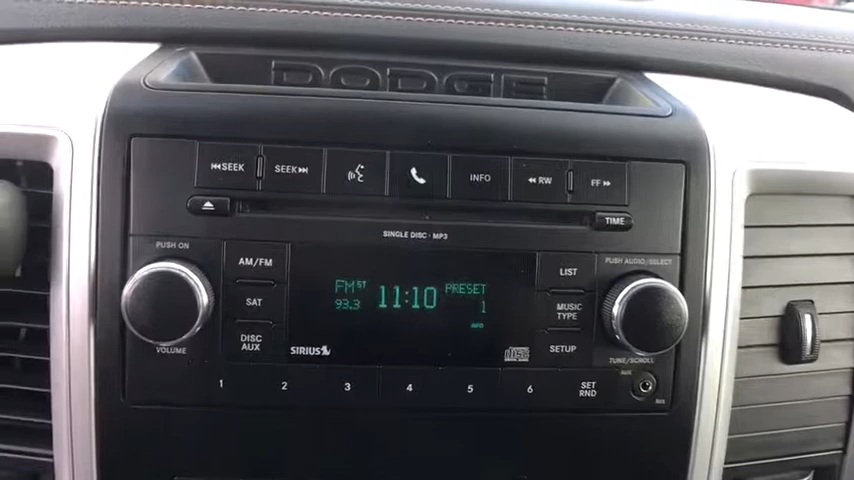 DODGE
SEEK SEEK INFO RW FF
TIME
SINGLE DISC • MP3
PUSH ON
PUSH AUDIO/SELECT
AM/FM
LIST
FM ST 11:10 PRESET
93.3 1
SAT
MUSIC
TYPE
INFO
DISC
AUX
SIRIUS
disc
SETUP
VOLUME
TUNE/SCROLL
1 2 3 4 5 6 SET
RND
AUX